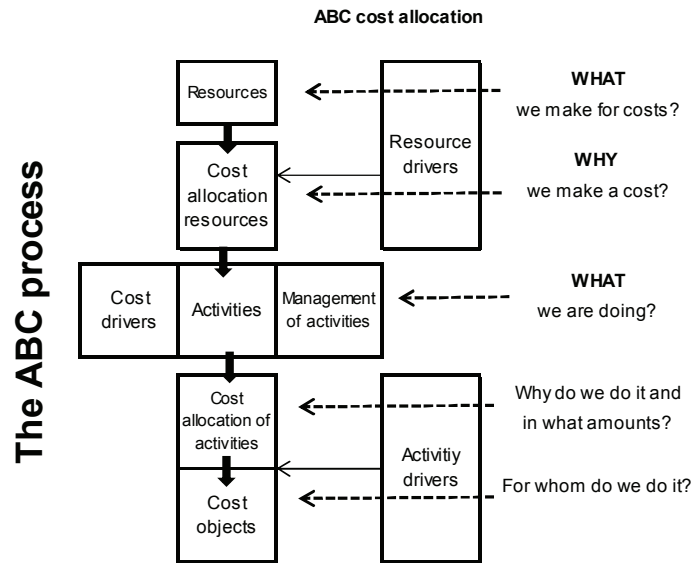 ABC cost allocation
The ABC process
Resources
WHAT
we make for costs?
Resource
drivers
Cost
allocation
resources
WHY
we make a cost?
Cost
drivers
Activities
Management
of activities
WHAT
we are doing?
Cost
allocation of
activities
Why do we do it and
in what amounts?
Activitiy
drivers
Cost
objects
For whom do we do it?